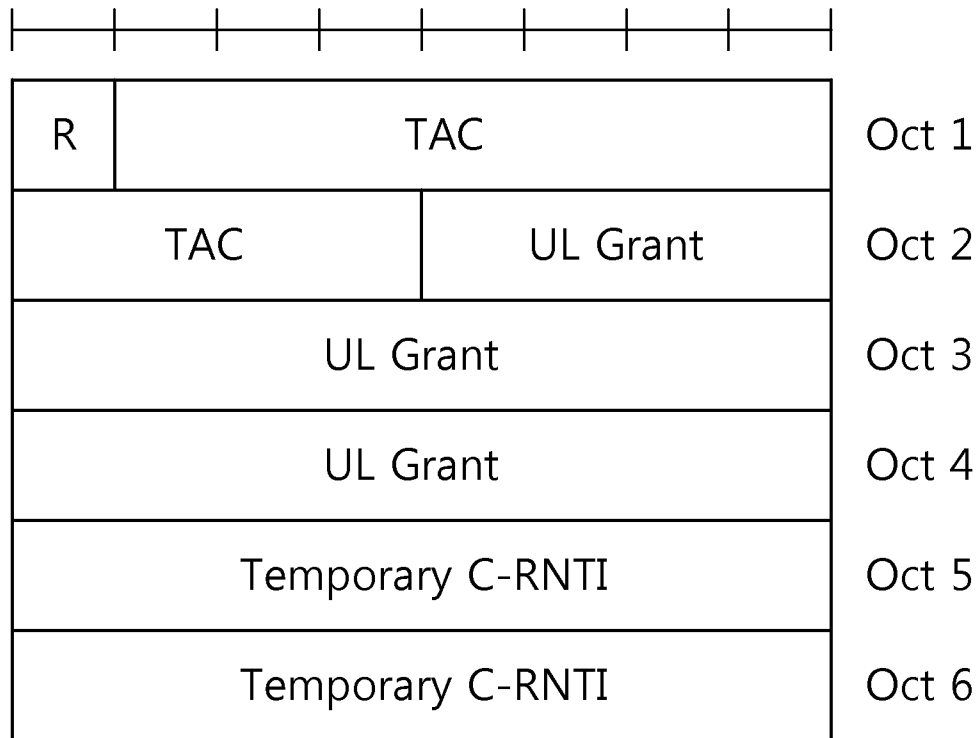 R TAC Oct 1
TAC UL Grant Oct 2
UL Grant Oct 3
UL Grant Oct 4
Temporary C-RNTI Oct 5
Temporary C-RNTI Oct 6